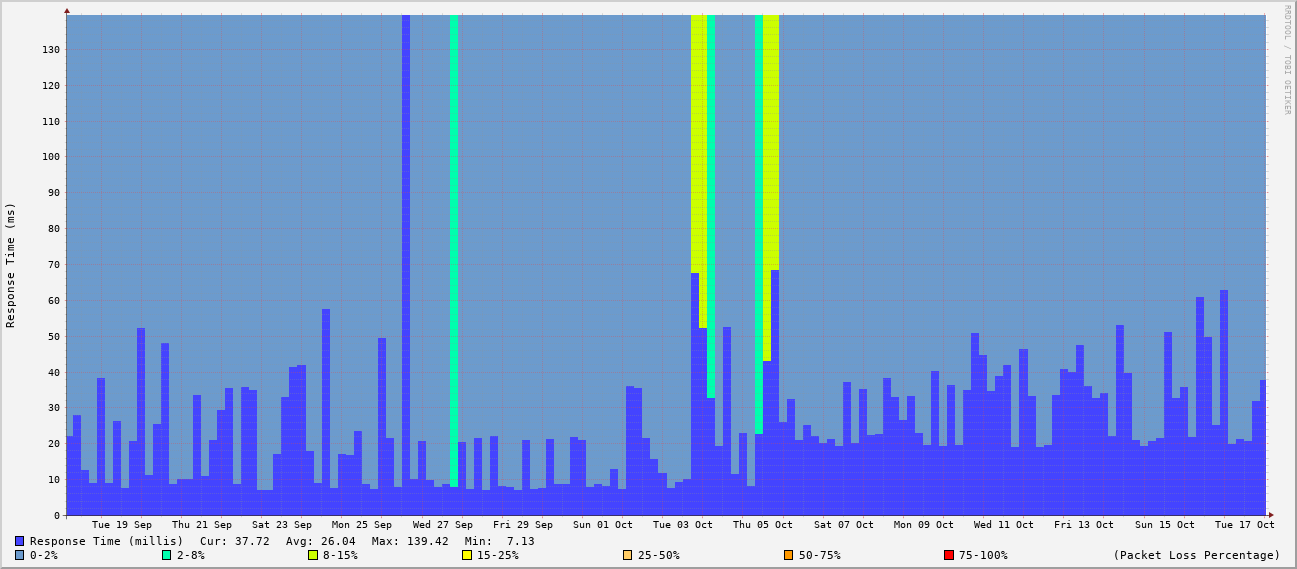 RRDTOOL / TOBI OETIKER
Response Time (ms)
130
120
110
100
90
80
70
60
50
40
30
20
10
0
Tue 19 Sep Thu 21 Sep Sat 23 Sep Mon 25 Sep Wed 27 Sep Fri 29 Sep Sun 01 Oct Tue 03 Oct Thu 05 Oct Sat 07 Oct Mon 09 Oct Wed 11 Oct Fri 13 Oct Sun 15 Oct Tue 17 Oct
Response Time (millis) Cur: 37.72 Avg: 26.04 Max: 139.42 Min: 7.13
0-2% 2-8% 8-15% 15-25% 25-50% 50-75% 75-100% (Packet Loss Percentage)